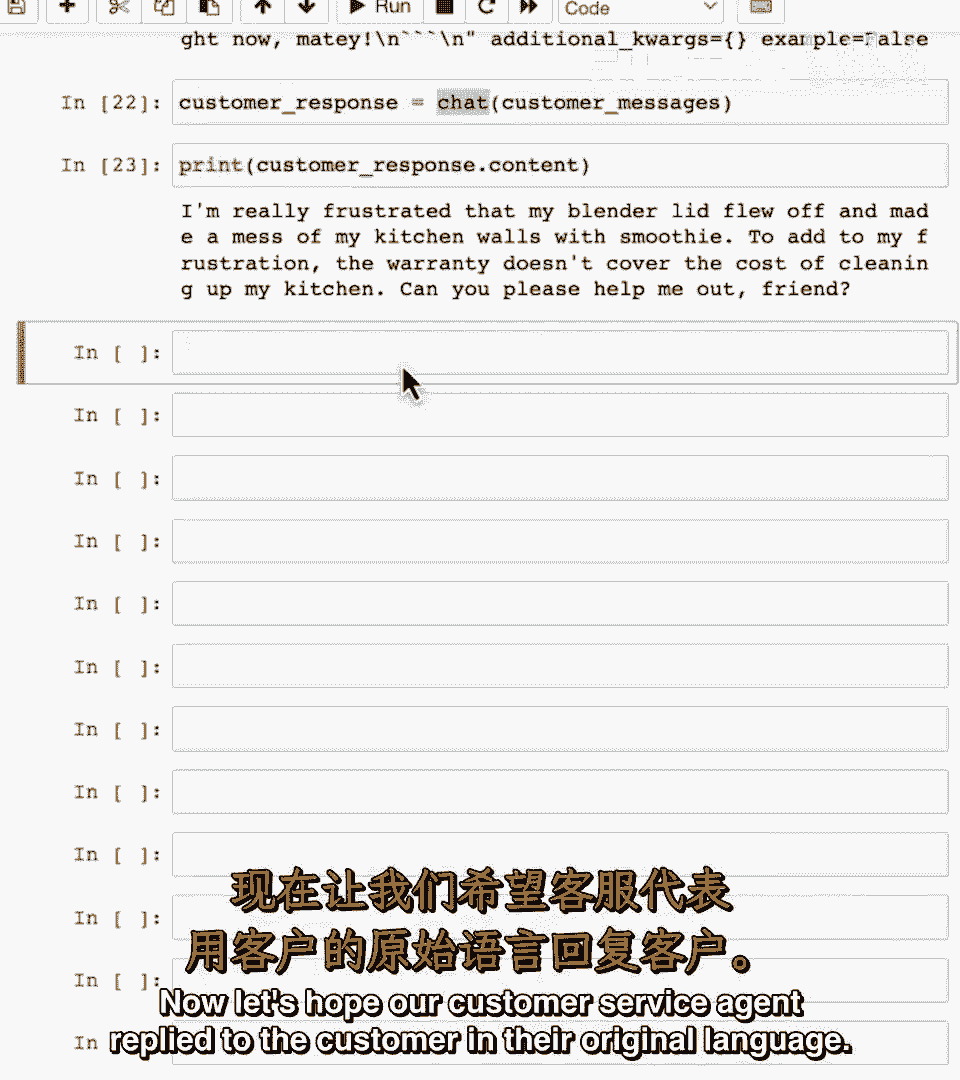 Run
Code
ght now, matey!\n```\n" additional_kwargs={} example=False
In [22]: customer_response = chat(customer_messages)
In [23]: print(customer_response.content)
I'm really frustrated that my blender lid flew off and mad
e a mess of my kitchen walls with smoothie. To add to my f
rustration, the warranty doesn't cover the cost of cleanin
g up my kitchen. Can you please help me out, friend?
In [ ]:
In [ ]:
In [ ]:
In [ ]:
In [ ]:
In [ ]:
In [ ]:
In [ ]:
In [ ]:
In [ ]:
In [ ]:
In
现在让我们希望客服代表
用客户的原始语言回复客户。
Now let's hope our customer service agent
replied to the customer in their original language.